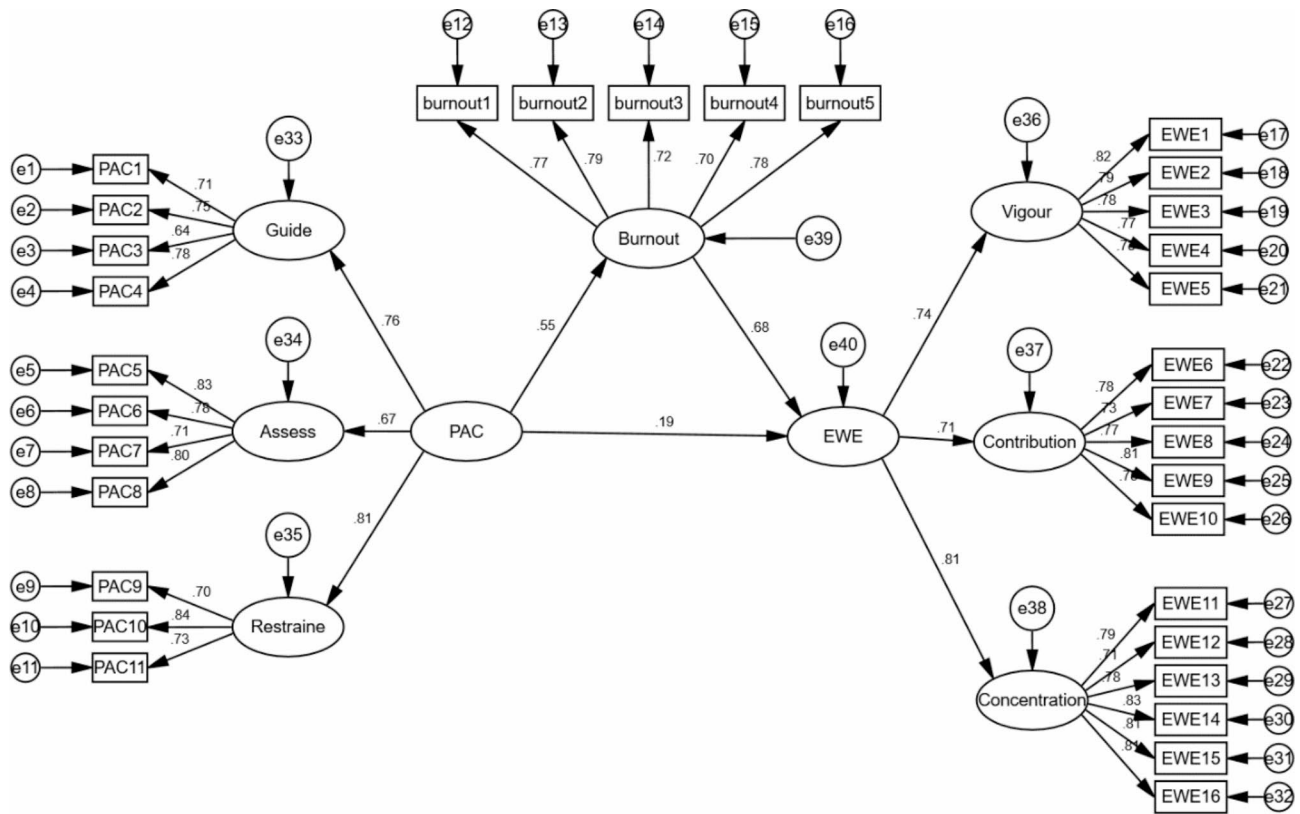 e12 e13 e14 e15 e16
burnout1 burnout2 burnout3 burnout4 burnout5
.77 .79 .72 .70 .78
Burnout
e39
e33
e1 PAC1
e2 PAC2
e3 PAC3
e4 PAC4
.71
.75
.64
.78
Guide
.76
e34
e5 PAC5
e6 PAC6
e7 PAC7
e8 PAC8
.83
.78
.71
.80
Assess
.67
PAC
.55
.68
.19
e35
e9 PAC9
e10 PAC10
e11 PAC11
.70
.84
.73
Restraine
.81
e40
EWE
.74
.71
.81
e36
Vigour
.82
.79
.78
.77
EWE1 e17
EWE2 e18
EWE3 e19
EWE4 e20
EWE5 e21
e37
Contribution
.78
.73
.77
.81
EWE6 e22
EWE7 e23
EWE8 e24
EWE9 e25
EWE10 e26
e38
Concentration
.79
.71
.78
.83
.81
.81
EWE11 e27
EWE12 e28
EWE13 e29
EWE14 e30
EWE15 e31
EWE16 e32